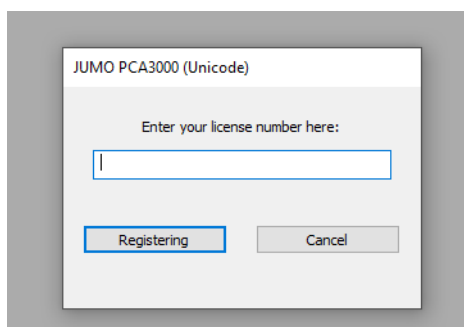 JUMO PCA3000 (Unicode)
Enter your license number here:
Registering
Cancel